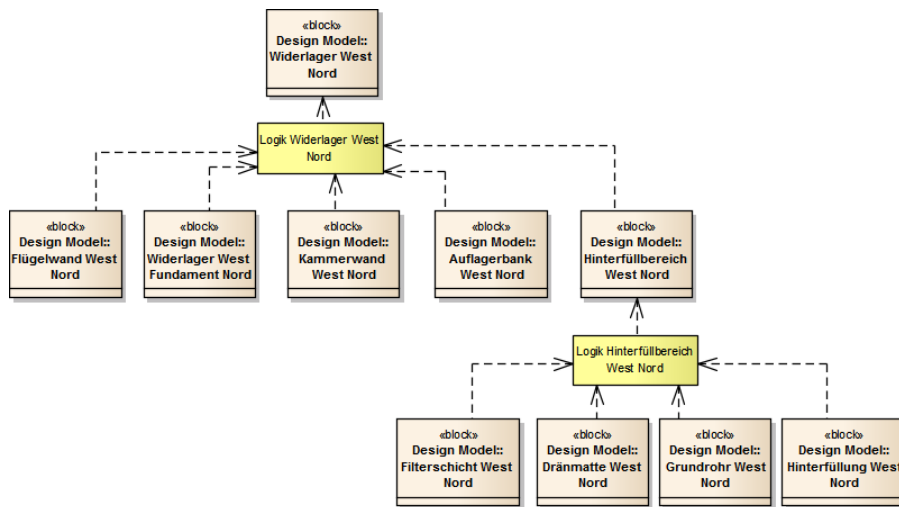 «block»
Design Model::
Widerlager West
Nord
Logik Widerlager West
Nord
«block»
Design Model::
Flügelwand West
Nord
«block»
Design Model::
Widerlager West
Fundament Nord
«block»
Design Model::
Kammerwand
West Nord
«block»
Design Model::
Auflagerbank
West Nord
«block»
Design Model::
Hinterfüllbereich
West Nord
Logik Hinterfüllbereich
West Nord
«block»
Design Model::
Filterschicht West
Nord
«block»
Design Model::
Dränmatte West
Nord
«block»
Design Model::
Grundrohr West
Nord
«block»
Design Model::
Hinterfüllung West
Nord